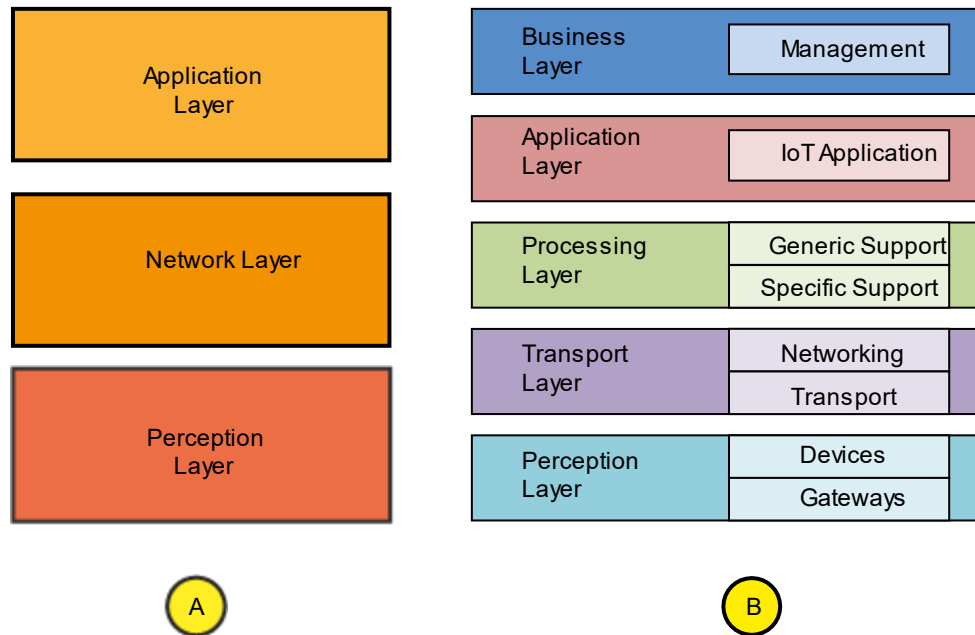 Application
Layer
Network Layer
Perception
Layer
A
Business
Layer
Management
Application
Layer
IoT Application
Processing
Layer
Generic Support
Specific Support
Transport
Layer
Networking
Transport
Perception
Layer
Devices
Gateways
B